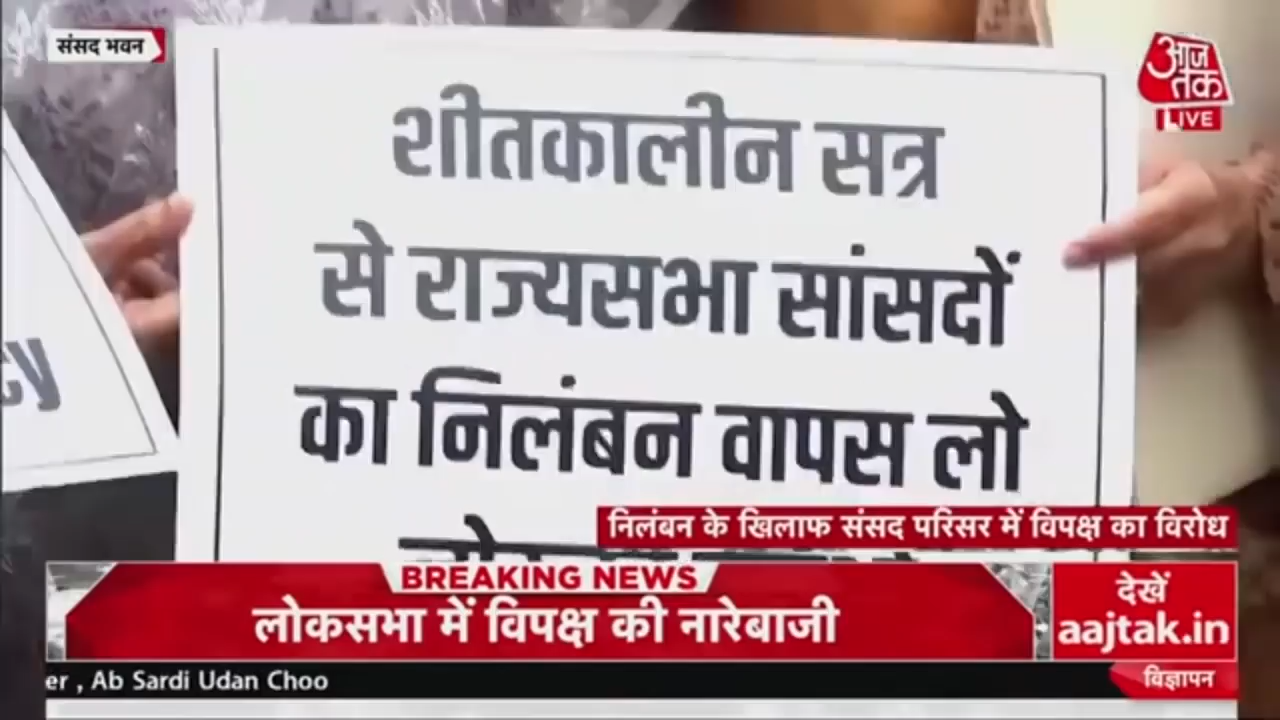 संसद भवन
आज
तक
LIVE
शीतकालीन सत्र
से राज्यसभा सांसदों
का निलंबन वापस लो
cy
निलंबन के खिलाफ संसद परिसर में विपक्ष का विरोध
BREAKING NEWS
लोकसभा में विपक्ष की नारेबाजी
देखें
aajtak.in
er , Ab Sardi Udan Choo
विज्ञापन